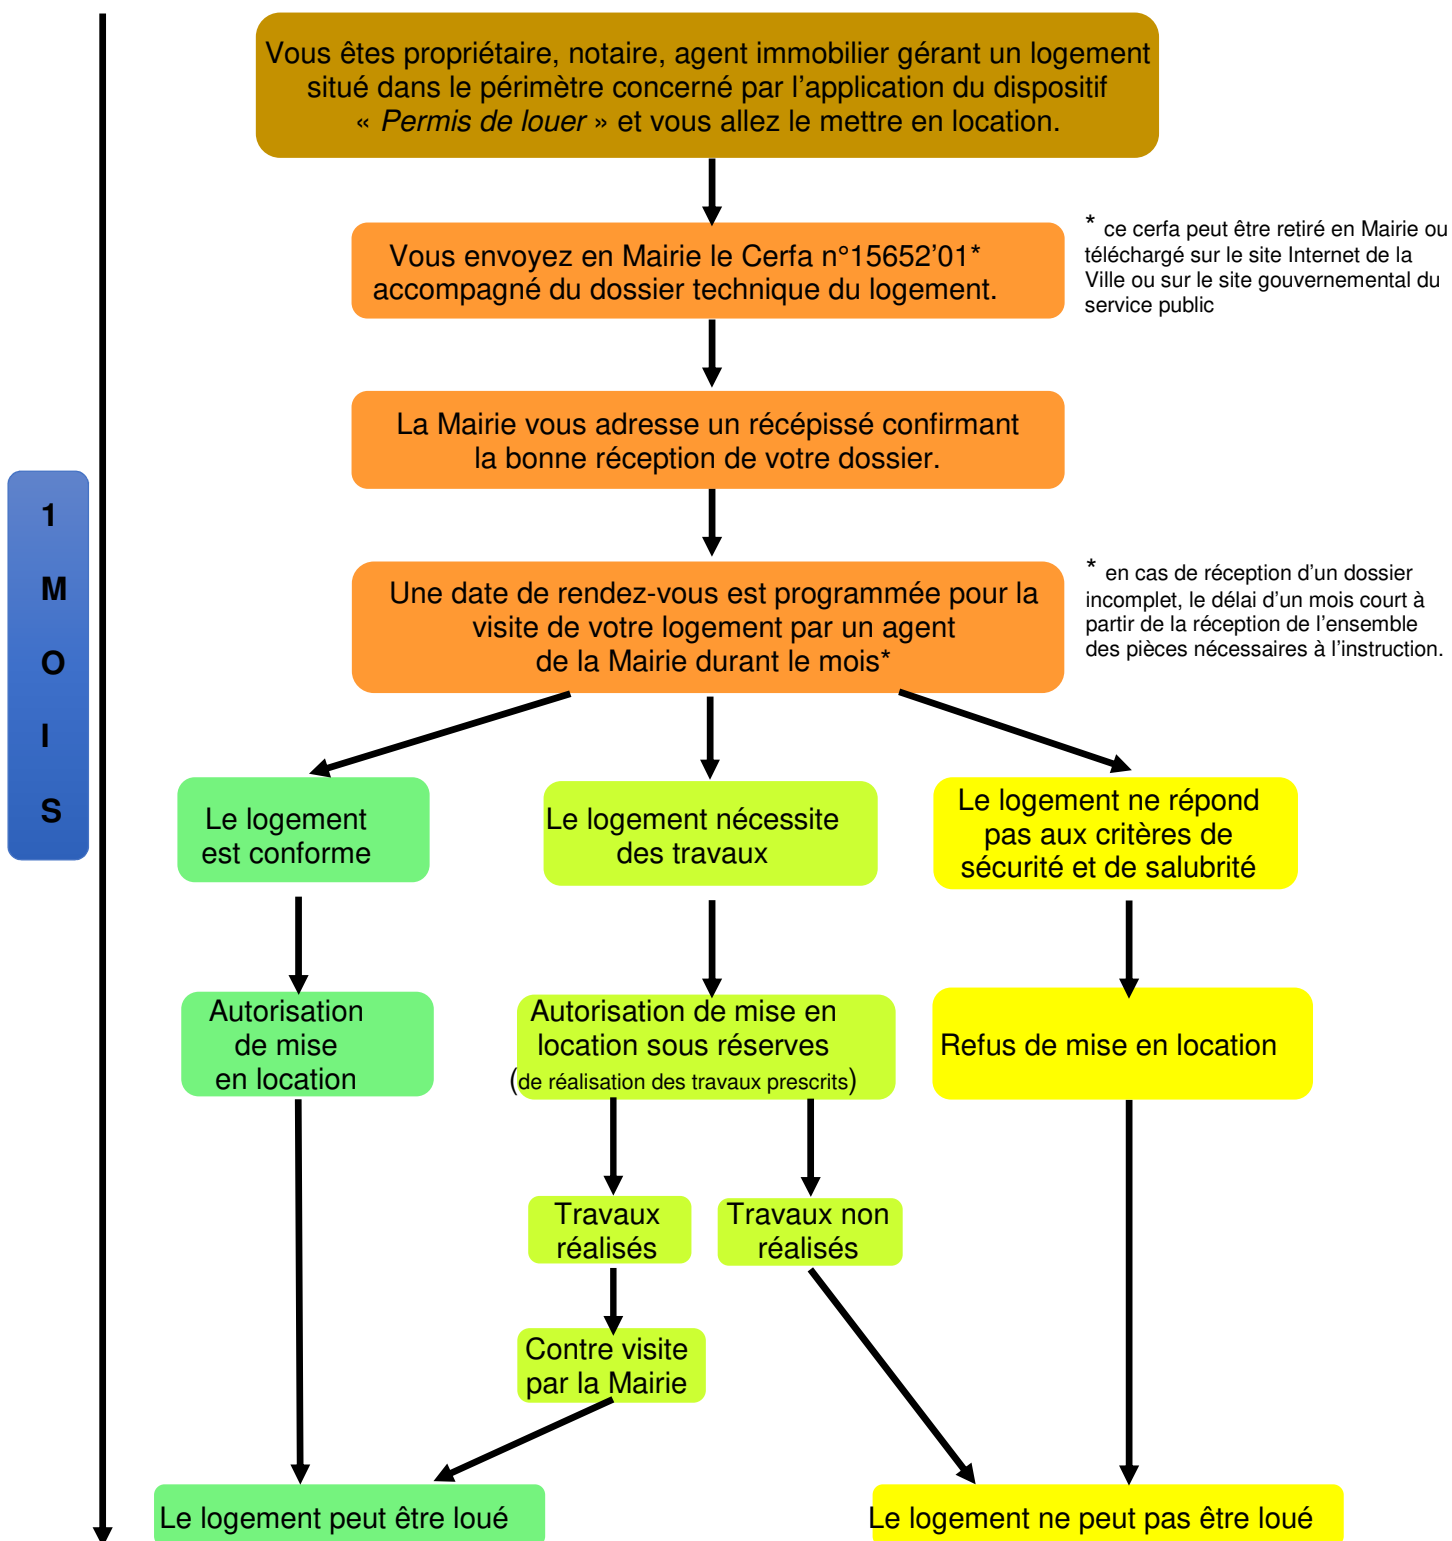 Vous êtes propriétaire, notaire, agent immobilier gérant un logement
situé dans le périmètre concerné par l’application du dispositif
« Permis de louer » et vous allez le mettre en location.
Vous envoyez en Mairie le Cerfa n°15652’01*
accompagné du dossier technique du logement.
* ce cerfa peut être retiré en Mairie ou
téléchargé sur le site Internet de la
Ville ou sur le site gouvernemental du
service public
La Mairie vous adresse un récépissé confirmant
la bonne réception de votre dossier.
1
M
O
I
S
Une date de rendez-vous est programmée pour la
visite de votre logement par un agent
de la Mairie durant le mois*
* en cas de réception d’un dossier
incomplet, le délai d’un mois court à
partir de la réception de l’ensemble
des pièces nécessaires à l’instruction.
Le logement
est conforme
Le logement nécessite
des travaux
Le logement ne répond
pas aux critères de
sécurité et de salubrité
Autorisation
de mise
en location
Autorisation de mise en
location sous réserves
(de réalisation des travaux prescrits)
Refus de mise en location
Travaux
réalisés
Travaux non
réalisés
Contre visite
par la Mairie
Le logement peut être loué
Le logement ne peut pas être loué